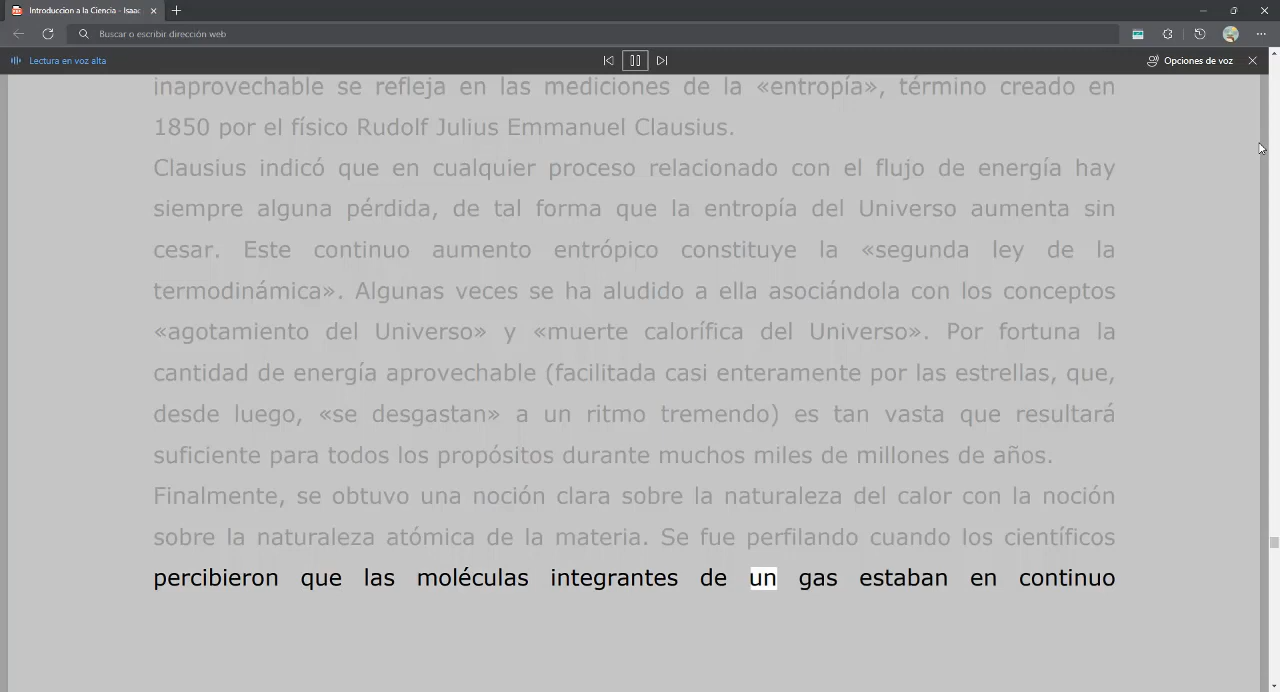 Introduccion a la Ciencia - Isaac
Buscar o escribir dirección web
Lectura en voz alta
Opciones de voz
inaprovechable se refleja en las mediciones de la «entropía», término creado en
1850 por el físico Rudolf Julius Emmanuel Clausius.
Clausius indicó que en cualquier proceso relacionado con el flujo de energía hay
siempre alguna pérdida, de tal forma que la entropía del Universo aumenta sin
cesar. Este continuo aumento entrópico constituye la «segunda ley de la
termodinámica». Algunas veces se ha aludido a ella asociándola con los conceptos
«agotamiento del Universo» y «muerte calorífica del Universo». Por fortuna la
cantidad de energía aprovechable (facilitada casi enteramente por las estrellas, que,
desde luego, «se desgastan» a un ritmo tremendo) es tan vasta que resultará
suficiente para todos los propósitos durante muchos miles de millones de años.
Finalmente, se obtuvo una noción clara sobre la naturaleza del calor con la noción
sobre la naturaleza atómica de la materia. Se fue perfilando cuando los científicos
percibieron que las moléculas integrantes de un gas estaban en continuo